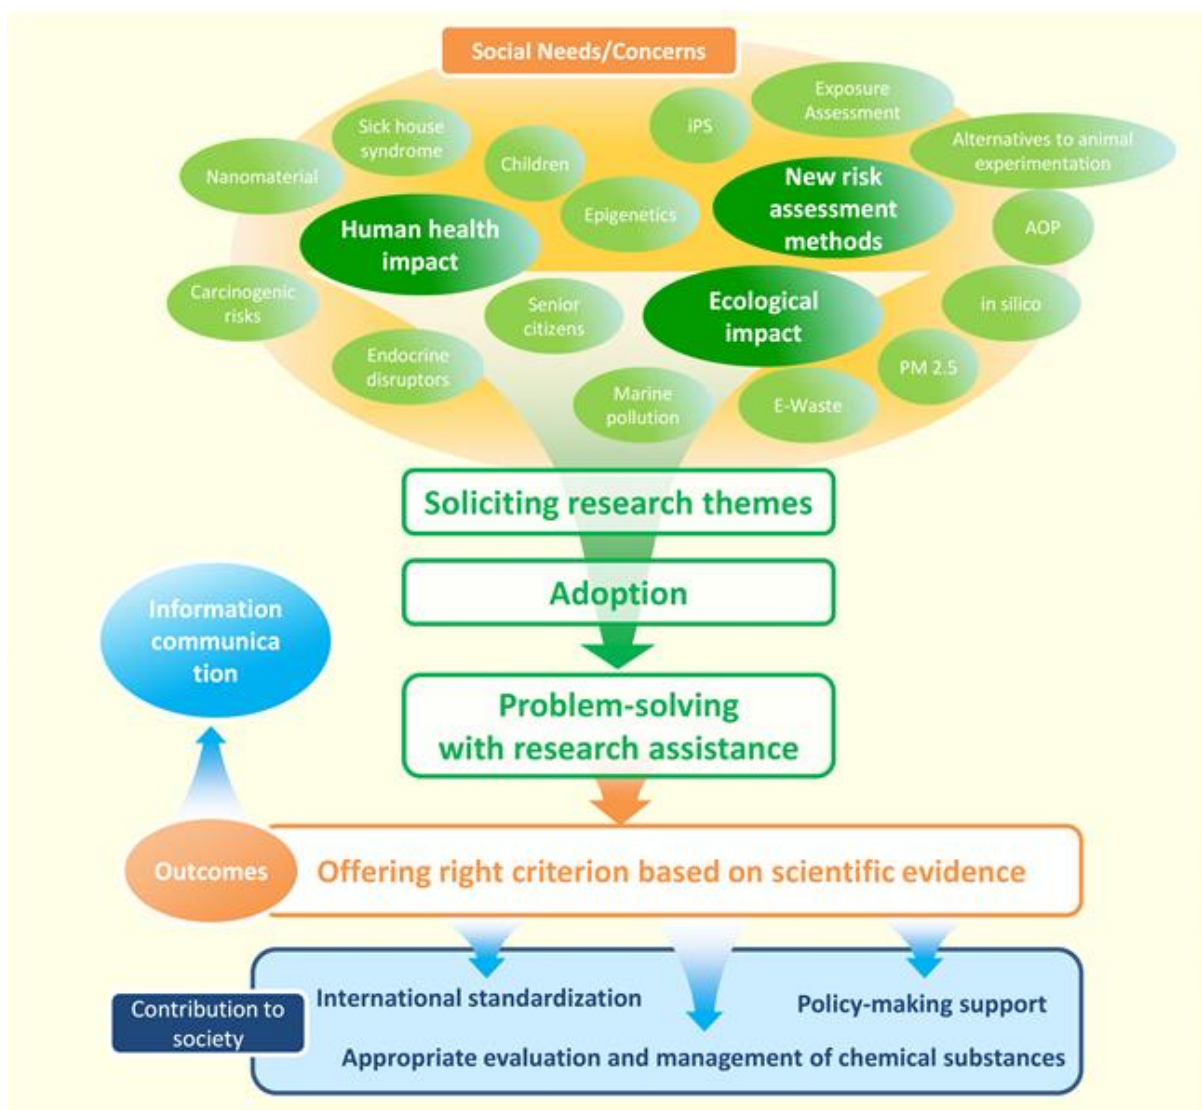 Social Needs/Concerns
Exposure
Assessment
iPS
Sick house
syndrome
Alternatives to animal
experimentation
Children
Nanomaterial
New risk
assessment
methods
Epigenetics
Human health
impact
AOP
Carcinogenic
risks
Senior
citizens
Ecological
impact
in silico
Endocrine
disruptors
PM 2.5
Marine
pollution
E-Waste
Soliciting research themes
Adoption
Information
communica
tion
Problem-solving
with research assistance
Outcomes
Offering right criterion based on scientific evidence
Contribution to
society
International standardization
Policy-making support
Appropriate evaluation and management of chemical substances